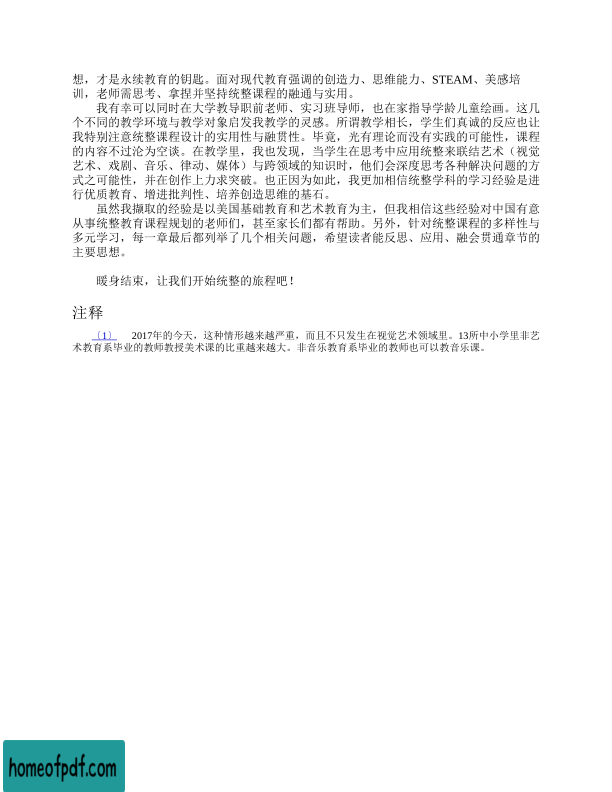 想，才是永续教育的钥匙。面对现代教育强调的创造力、思维能力、STEAM、美感培
训，老师需思考、拿捏并坚持统整课程的融通与实用。
我有幸可以同时在大学教导职前老师、实习班导师，也在家指导学龄儿童绘画。这几
个不同的教学环境与教学对象启发我教学的灵感。所谓教学相长，学生们真诚的反应也让
我特别注意统整课程设计的实用性与融贯性。毕竟，光有理论而没有实践的可能性，课程
的内容不过沦为空谈。在教学里，我也发现，当学生在思考中应用统整来联结艺术（视觉
艺术、戏剧、音乐、律动、媒体）与跨领域的知识时，他们会深度思考各种解决问题的方
式之可能性，并在创作上力求突破。也正因为如此，我更加相信统整学科的学习经验是进
行优质教育、增进批判性、培养创造思维的基石。
虽然我撷取的经验是以美国基础教育和艺术教育为主，但我相信这些经验对中国有意
从事统整教育课程规划的老师们，甚至家长们都有帮助。另外，针对统整课程的多样性与
多元学习，每一章最后都列举了几个相关问题，希望读者能反思、应用、融会贯通章节的
主要思想。
暖身结束，让我们开始统整的旅程吧！
注释
〔1〕 2017年的今天，这种情形越来越严重，而且不只发生在视觉艺术领域里。13所中小学里非艺
术教育系毕业的教师教授美术课的比重越来越大。非音乐教育系毕业的教师也可以教音乐课。
homeofpdf.com